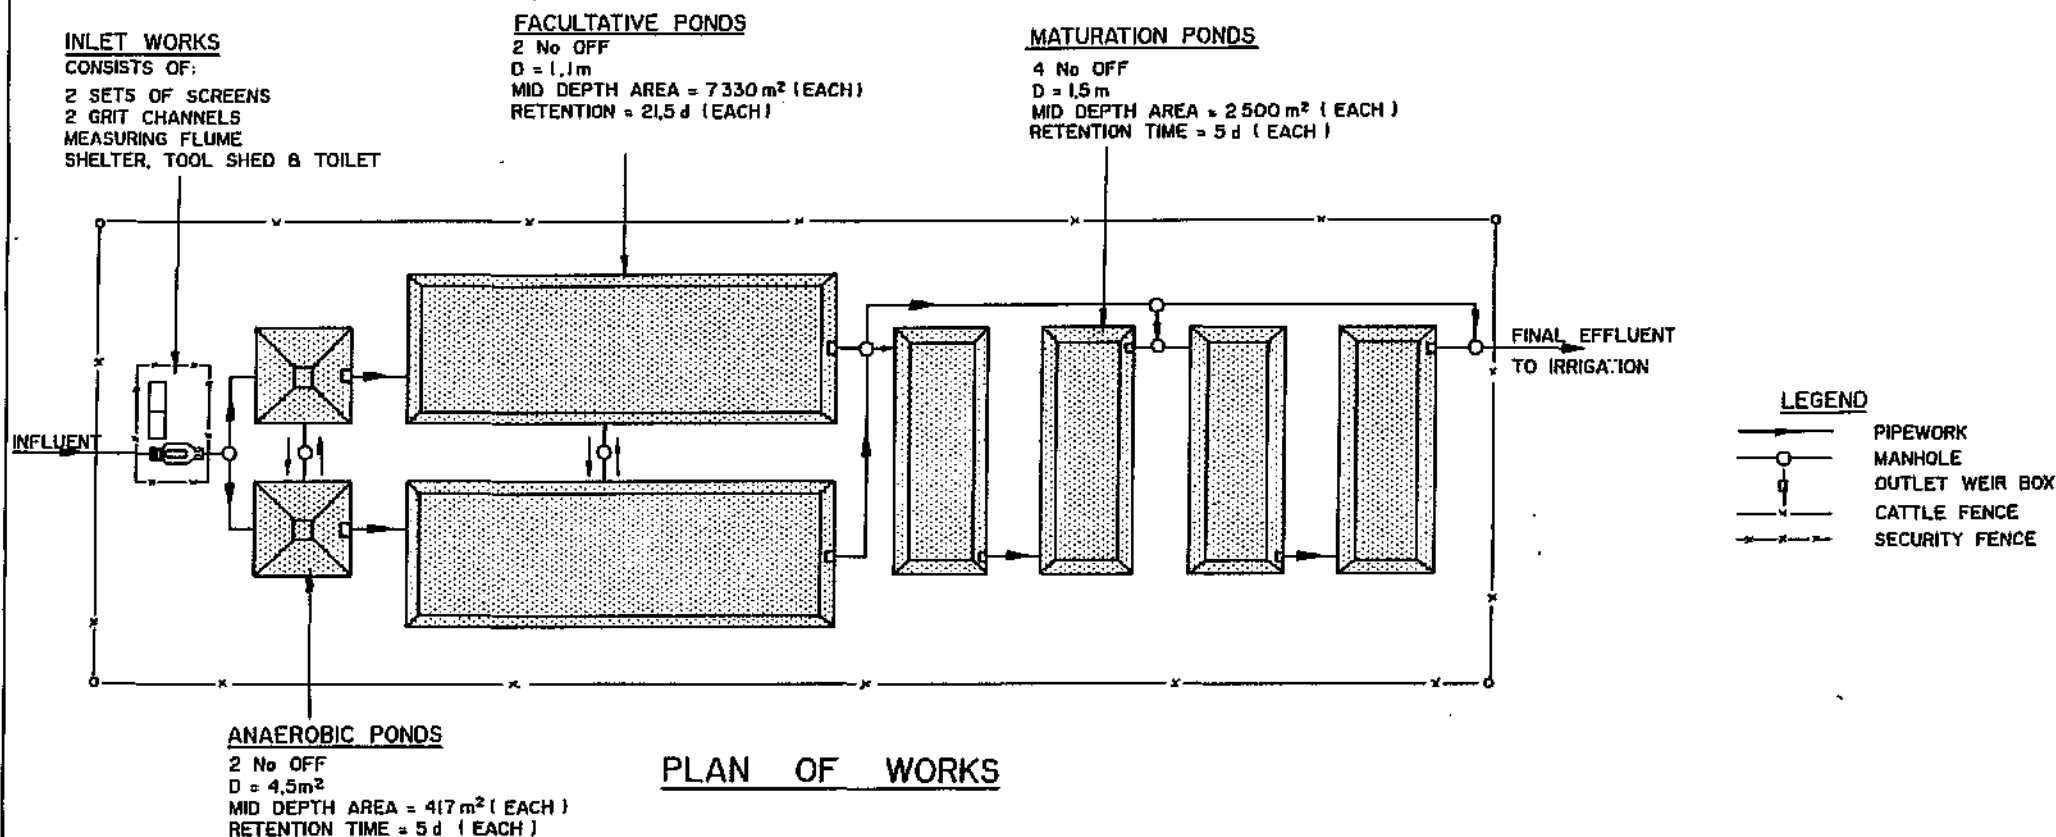 INLET WORKS
CONSISTS OF:
2 SETS OF SCREENS
2 GRIT CHANNELS
MEASURING FLUME
SHELTER, TOOL SHED & TOILET
FACULTATIVE PONDS
2 No OFF
D = 1,1m
MID DEPTH AREA = 7330 m² (EACH)
RETENTION = 21,5 d (EACH)
MATURATION PONDS
4 No OFF
D = 1,5 m
MID DEPTH AREA = 2500 m² (EACH)
RETENTION TIME = 5 d (EACH)
INFLUENT
FINAL EFFLUENT
TO IRRIGATION
LEGEND
PIPEWORK
MANHOLE
OUTLET WEIR BOX
CATTLE FENCE
SECURITY FENCE
ANAEROBIC PONDS
2 No OFF
D = 4,5m²
MID DEPTH AREA = 417 m² (EACH)
RETENTION TIME = 5 d (EACH)
PLAN OF WORKS